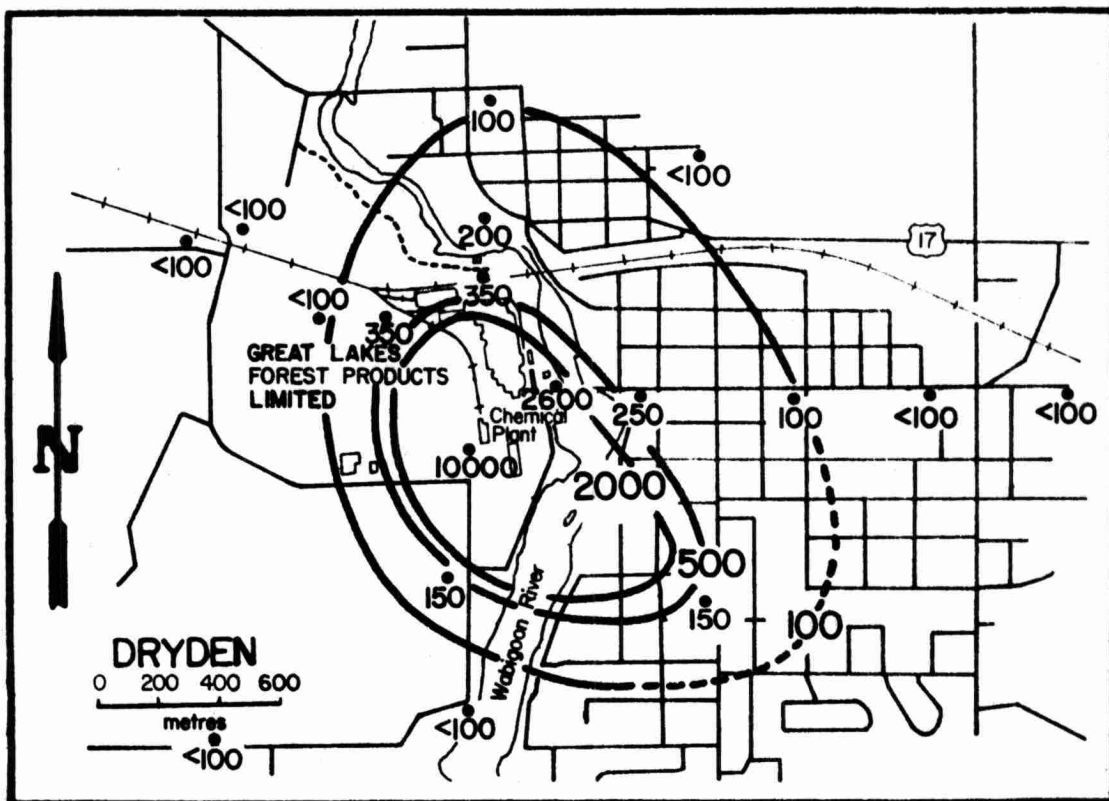 100
<100
<100
200
17
<100
350
<100
350
GREAT LAKES
FOREST PRODUCTS
LIMITED
2600
250
100
<100
<100
Chemical
Plant
N
10000
2000
500
150
150
100
Wabigoon River
DRYDEN
0 200 400 600
metres
<100
<100